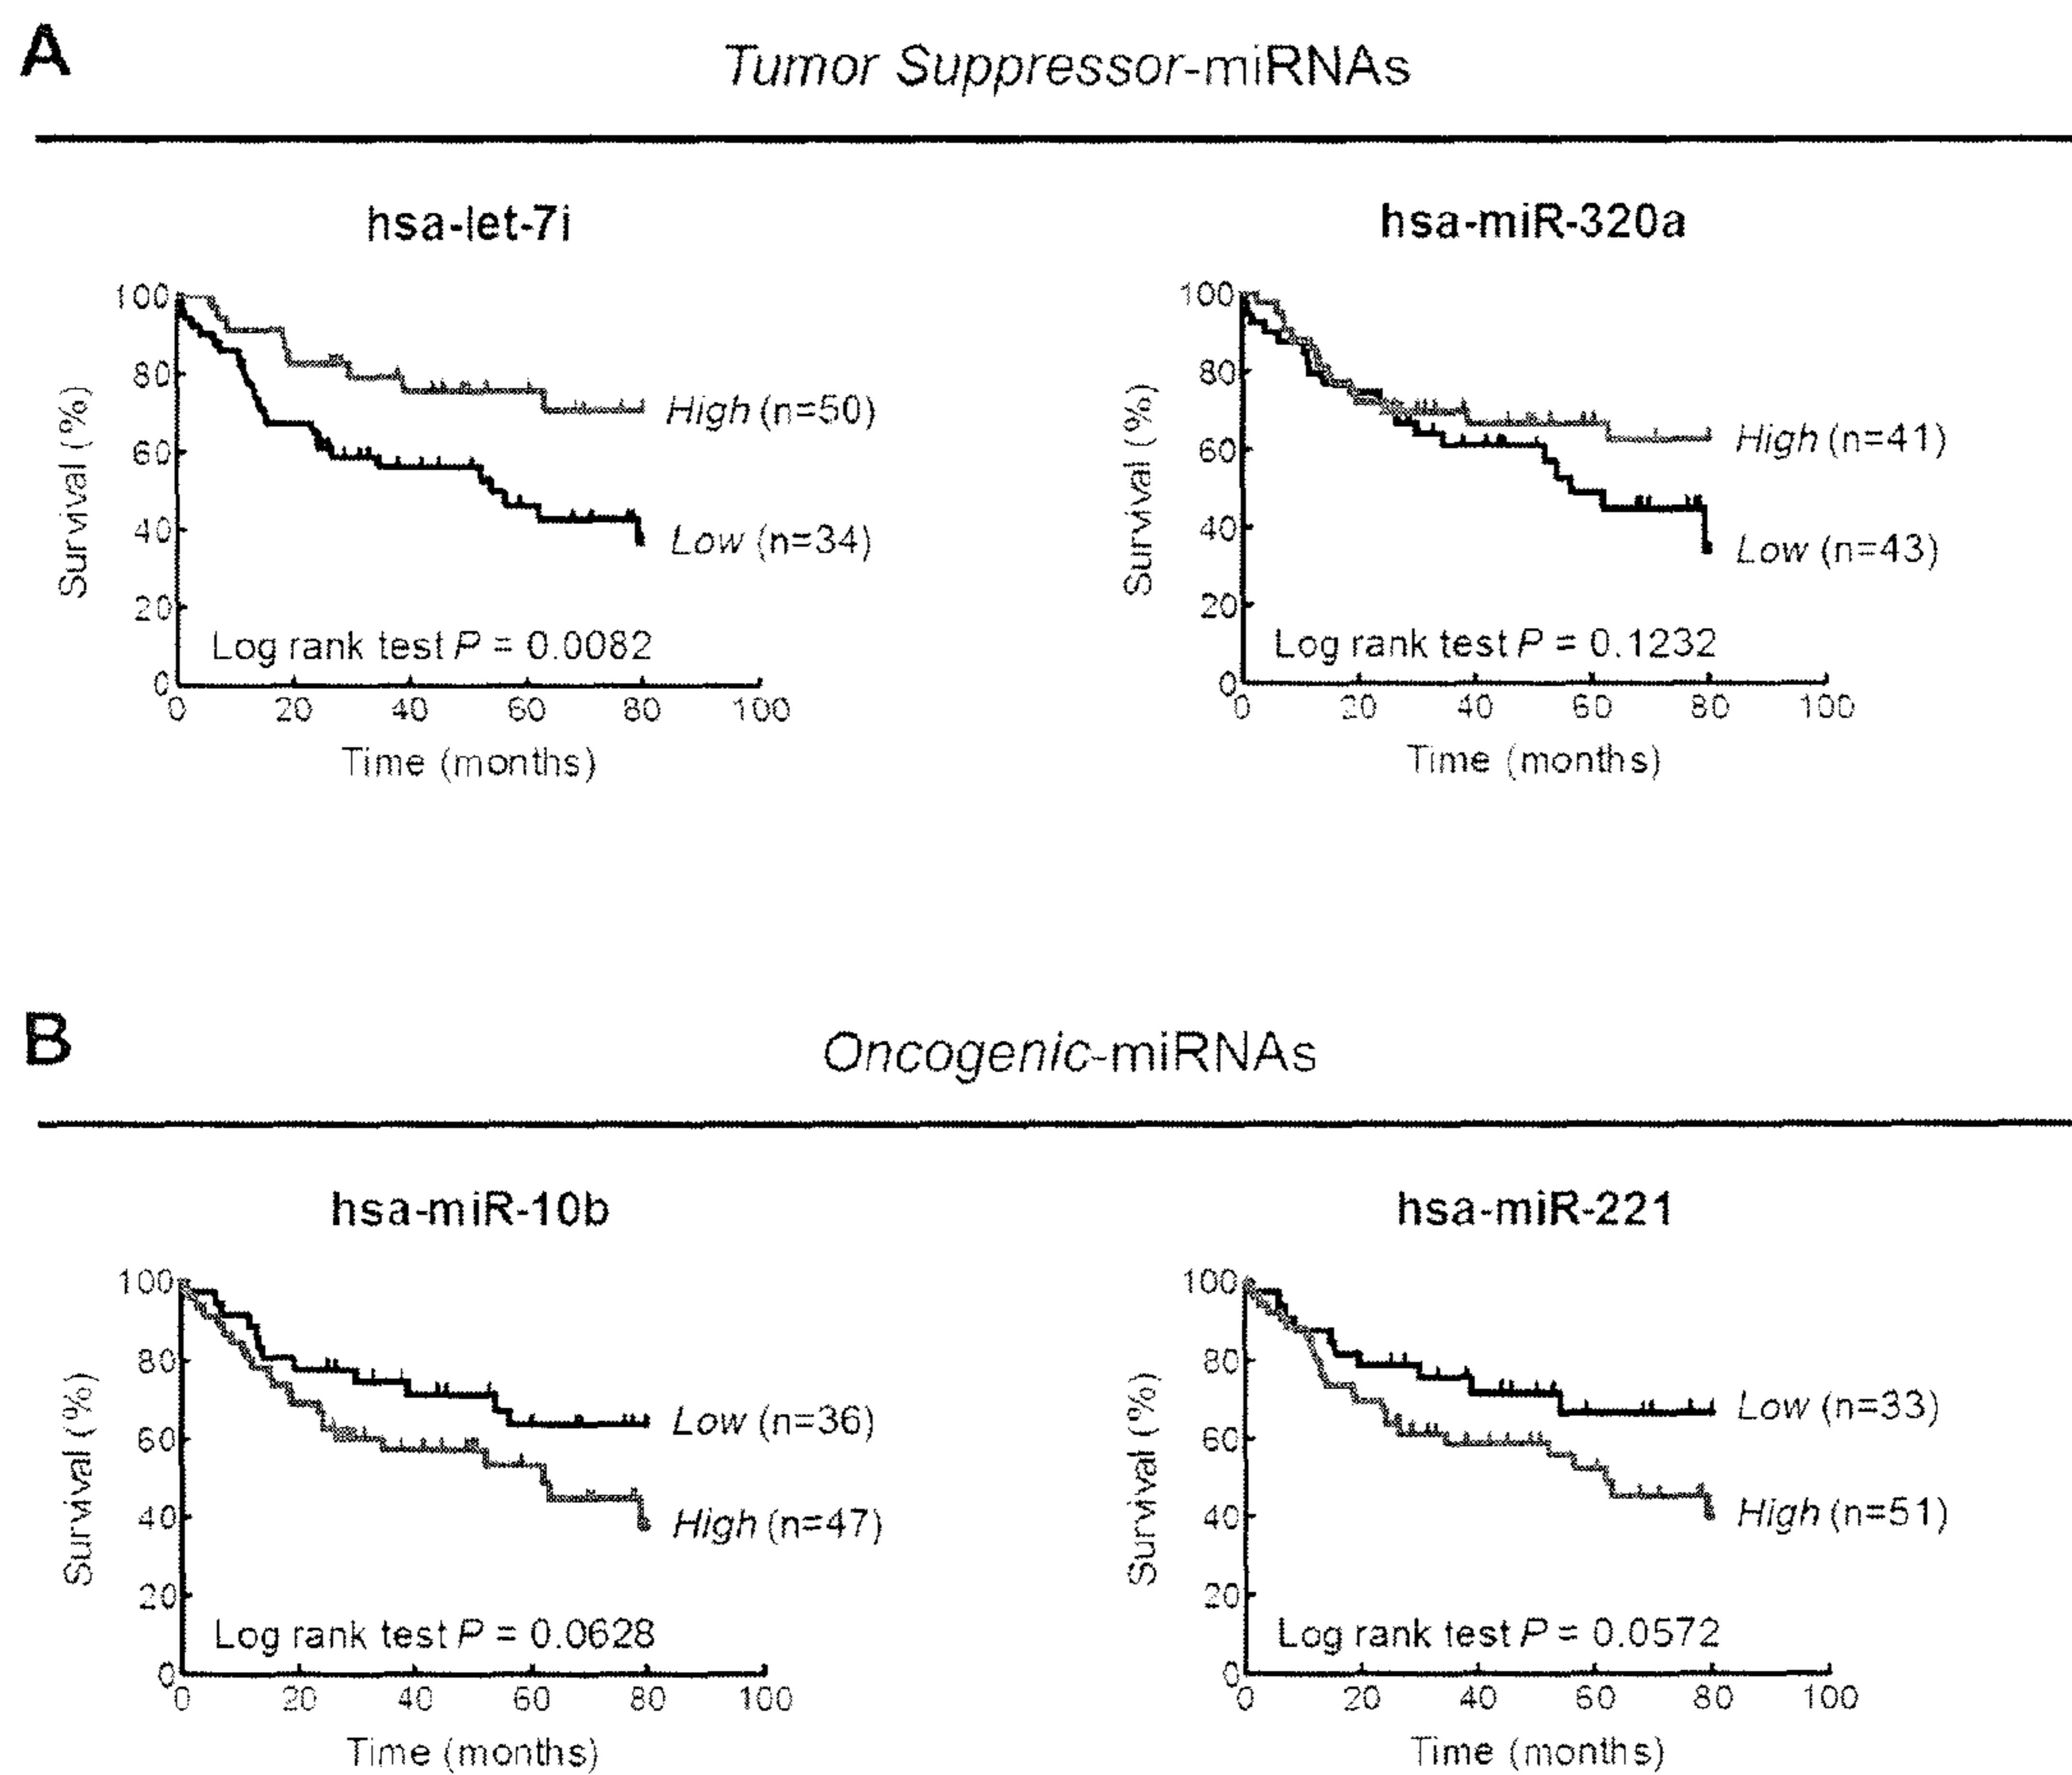 A
Tumor Suppressor-miRNAs
hsa-let-7i
100
80
60
40
20
0
Survival (%)
High (n=50)
Low (n=34)
Log rank test P = 0.0082
0 20 40 60 80 100
Time (months)
hsa-miR-320a
100
80
60
40
20
0
Survival (%)
High (n=41)
Low (n=43)
Log rank test P = 0.1232
0 20 40 60 80 100
Time (months)
B
Oncogenic-miRNAs
hsa-miR-10b
100
80
60
40
20
0
Survival (%)
Low (n=36)
High (n=47)
Log rank test P = 0.0628
0 20 40 60 80 100
Time (months)
hsa-miR-221
100
80
60
40
20
0
Survival (%)
Low (n=33)
High (n=51)
Log rank test P = 0.0572
0 20 40 60 80 100
Time (months)